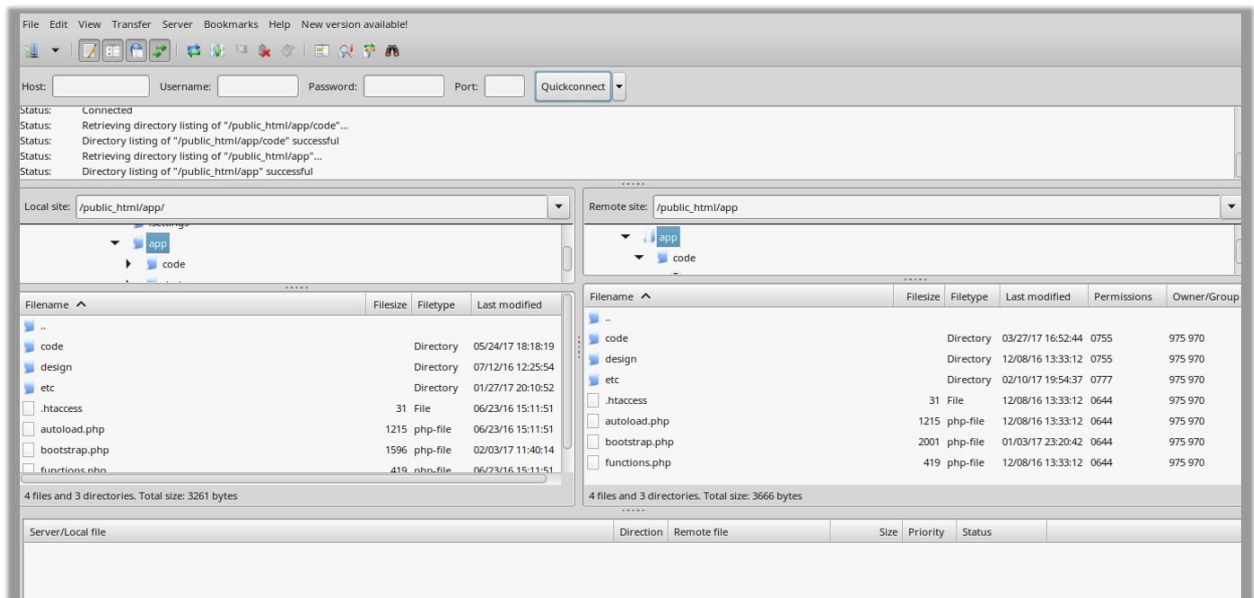 File Edit View Transfer Server Bookmarks Help New version available!
Host: Username: Password: Port: Quickconnect
Status: Connected
Status: Retrieving directory listing of "/public_html/app/code"...
Status: Directory listing of "/public_html/app/code" successful
Status: Retrieving directory listing of "/public_html/app"...
Status: Directory listing of "/public_html/app" successful
Local site: /public_html/app/
app
code
Filename Filesize Filetype Last modified
..
code Directory 05/24/17 18:18:19
design Directory 07/12/16 12:25:54
etc Directory 01/27/17 20:10:52
.htaccess 31 File 06/23/16 15:11:51
autoload.php 1215 php-file 06/23/16 15:11:51
bootstrap.php 1596 php-file 02/03/17 11:40:14
functions.php 419 php-file 06/23/16 15:11:51
4 files and 3 directories. Total size: 3261 bytes
Remote site: /public_html/app
app
code
Filename Filesize Filetype Last modified Permissions Owner/Group
..
code Directory 03/27/17 16:52:44 0755 975 970
design Directory 12/08/16 13:33:12 0755 975 970
etc Directory 02/10/17 19:54:37 0777 975 970
.htaccess 31 File 12/08/16 13:33:12 0644 975 970
autoload.php 1215 php-file 12/08/16 13:33:12 0644 975 970
bootstrap.php 2001 php-file 01/03/17 23:20:42 0644 975 970
functions.php 419 php-file 12/08/16 13:33:12 0644 975 970
4 files and 3 directories. Total size: 3666 bytes
Server/Local file Direction Remote file Size Priority Status